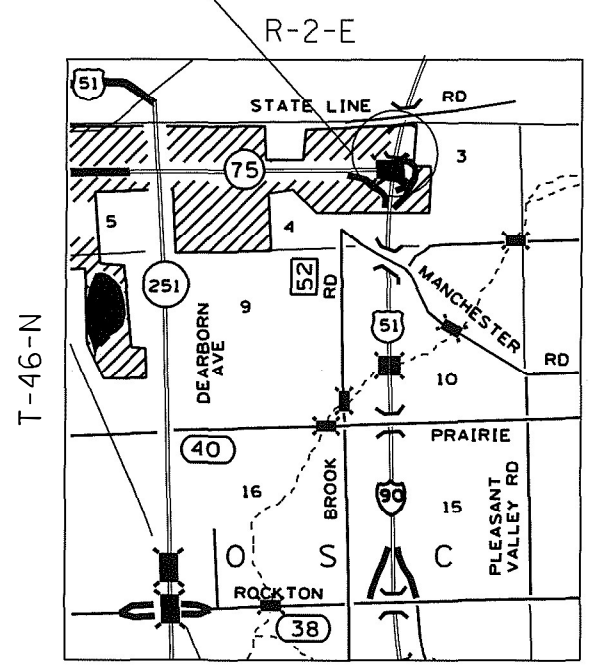 R-2-E
51
STATE LINE RD
75
3
5
4
T-46-N
251
52
RD
9
DEARBORN
AVE
51
MANCHESTER
RD
10
40
PRAIRIE
16
BROOK
90
15
PLEASANT
VALLEY RD
O S C
ROCKTON
38